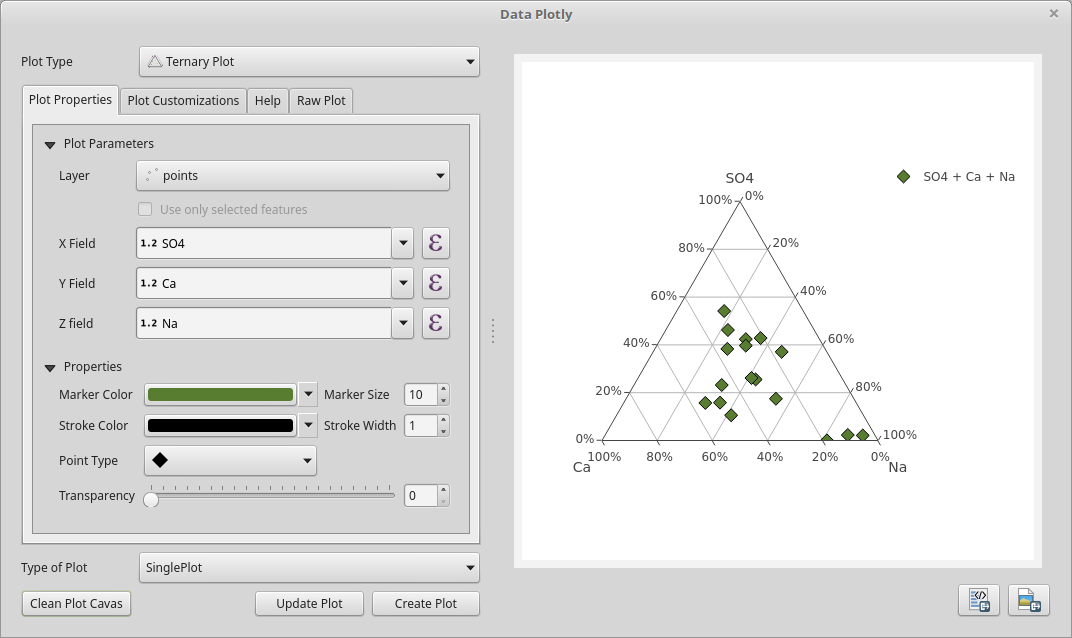 Data Plotly
Plot Type
Ternary Plot
Plot Properties
Plot Customizations
Help
Raw Plot
Plot Parameters
Layer
points
Use only selected features
X Field
1.2 SO4
ε
Y Field
1.2 Ca
ε
Z field
1.2 Na
ε
Properties
Marker Color
Marker Size
10
Stroke Color
Stroke Width
1
Point Type
Transparency
0
Type of Plot
SinglePlot
Clean Plot Cavas
Update Plot
Create Plot
SO4 + Ca + Na
SO4
100%
0%
80%
20%
60%
40%
40%
60%
20%
80%
0%
100%
100%
80%
60%
40%
20%
0%
Ca
Na